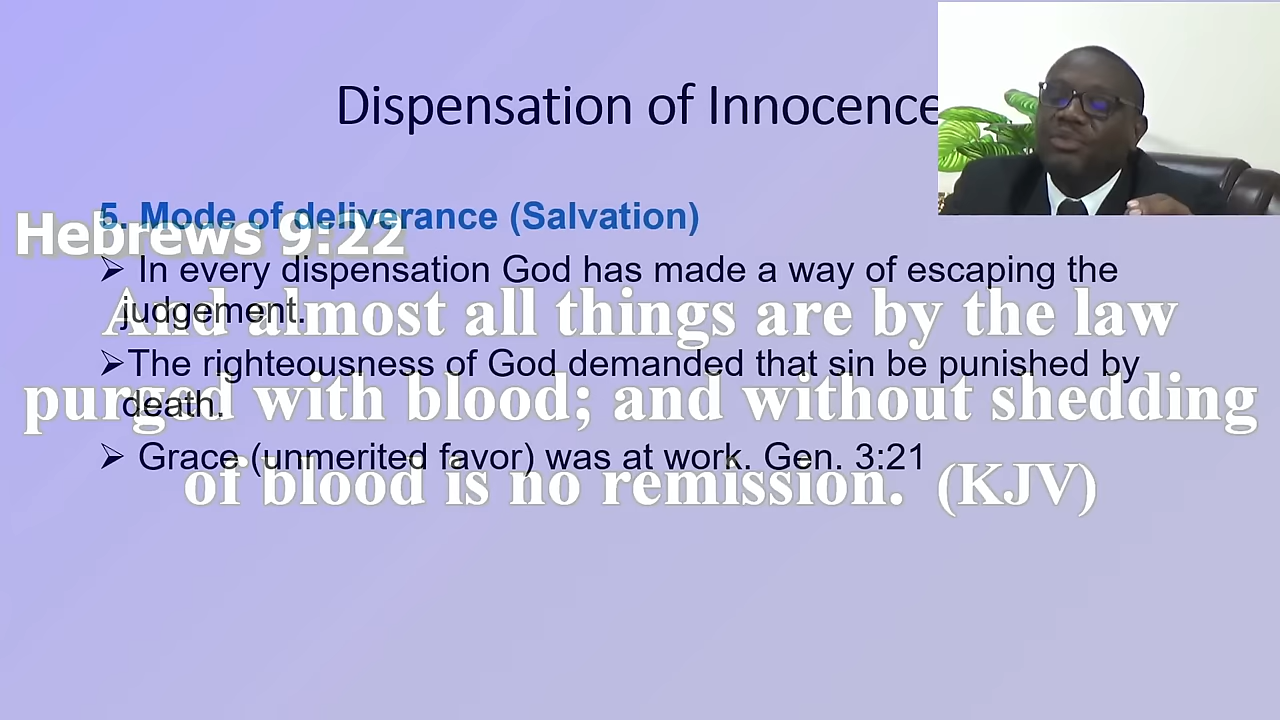 Dispensation of Innocence
5. Mode of deliverance (Salvation)
Hebrews 9:22
➢ In every dispensation God has made a way of escaping the
judgement.
And almost all things are by the law
➢The righteousness of God demanded that sin be punished by
death.
purged with blood; and without shedding
➢ Grace (unmerited favor) was at work. Gen. 3:21
of blood is no remission. (KJV)